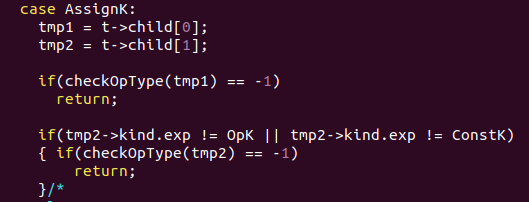 case AssignK:
tmp1 = t->child[0];
tmp2 = t->child[1];
if(checkOpType(tmp1) == -1)
return;
if(tmp2->kind.exp != OpK || tmp2->kind.exp != ConstK)
{ if(checkOpType(tmp2) == -1)
return;
}/*